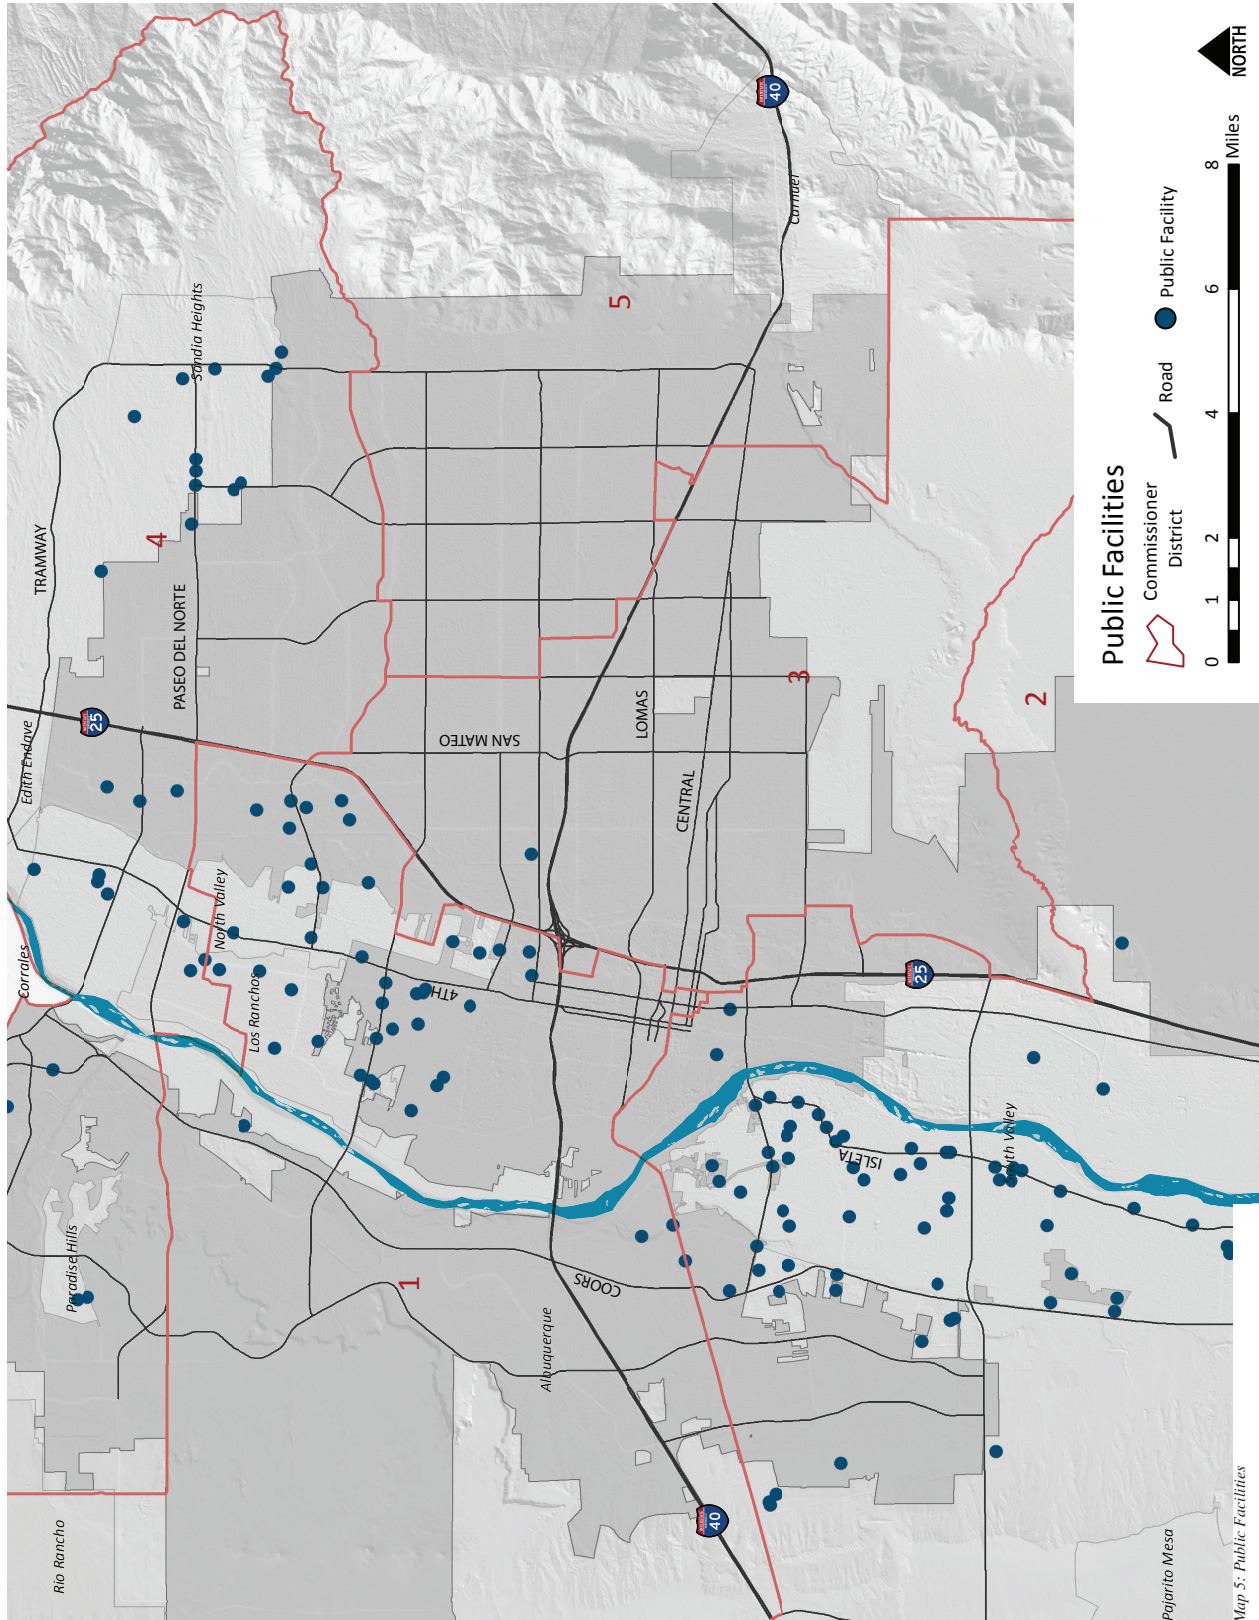 Rio Rancho
Paradise Hills
Corrales
Edith Endave
TRAMWAY
25
PASEO DEL NORTE
4
Sandia Heights
North Valley
Los Ranchos
1
4TH
SAN MATEO
5
Albuquerque
COORS
LOMAS
CENTRAL
3
40
Carnuel
40
ISLETA
25
South Valley
2
Pajarito Mesa
Public Facilities
Commissioner
District
Road
Public Facility
0 1 2 4 6 8
Miles
NORTH
Map 5: Public Facilities